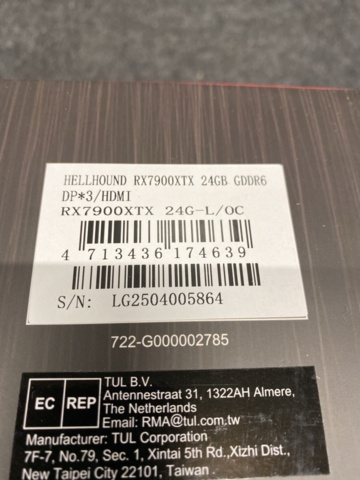 HELLHOUND RX7900XTX 24GB GDDR6
DP*3/HDMI
RX7900XTX 24G-L/OC
4 713436 174639
S/N: LG2504005864
722-G000002785
EC REP
TUL B.V.
Antennestraat 31, 1322AH Almere,
The Netherlands
Email: RMA@tul.com.tw
Manufacturer: TUL Corporation
7F-7, No.79, Sec. 1, Xintai 5th Rd.,Xizhi Dist.,
New Taipei City 22101, Taiwan